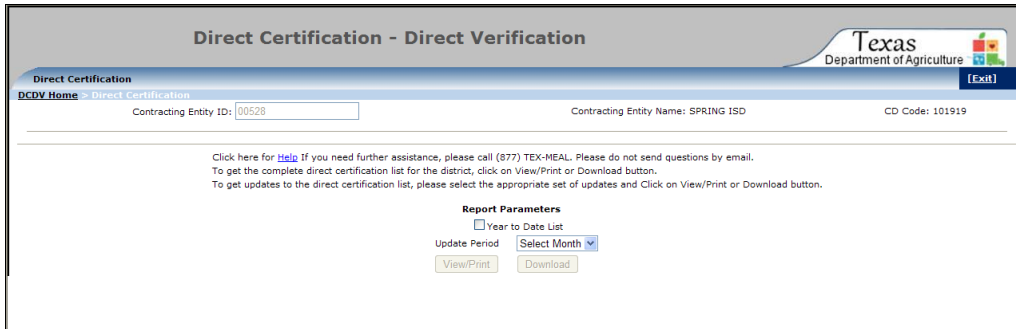 Direct Certification - Direct Verification
Texas
Department of Agriculture
Direct Certification
[Exit]
DCDV Home > Direct Certification
Contracting Entity ID: 00528
Contracting Entity Name: SPRING ISD
CD Code: 101919
Click here for Help If you need further assistance, please call (877) TEX-MEAL. Please do not send questions by email.
To get the complete direct certification list for the district, click on View/Print or Download button.
To get updates to the direct certification list, please select the appropriate set of updates and Click on View/Print or Download button.
Report Parameters
Year to Date List
Update Period Select Month
View/Print Download